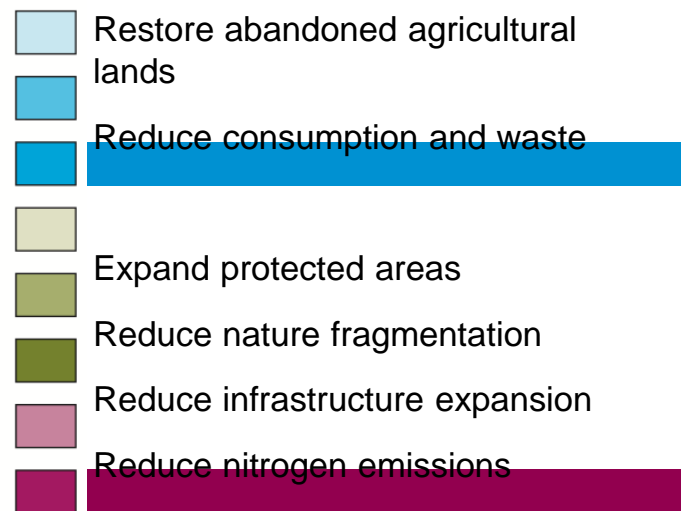 Restore abandoned agricultural
lands
Reduce consumption and waste
Expand protected areas
Reduce nature fragmentation
Reduce infrastructure expansion
Reduce nitrogen emissions